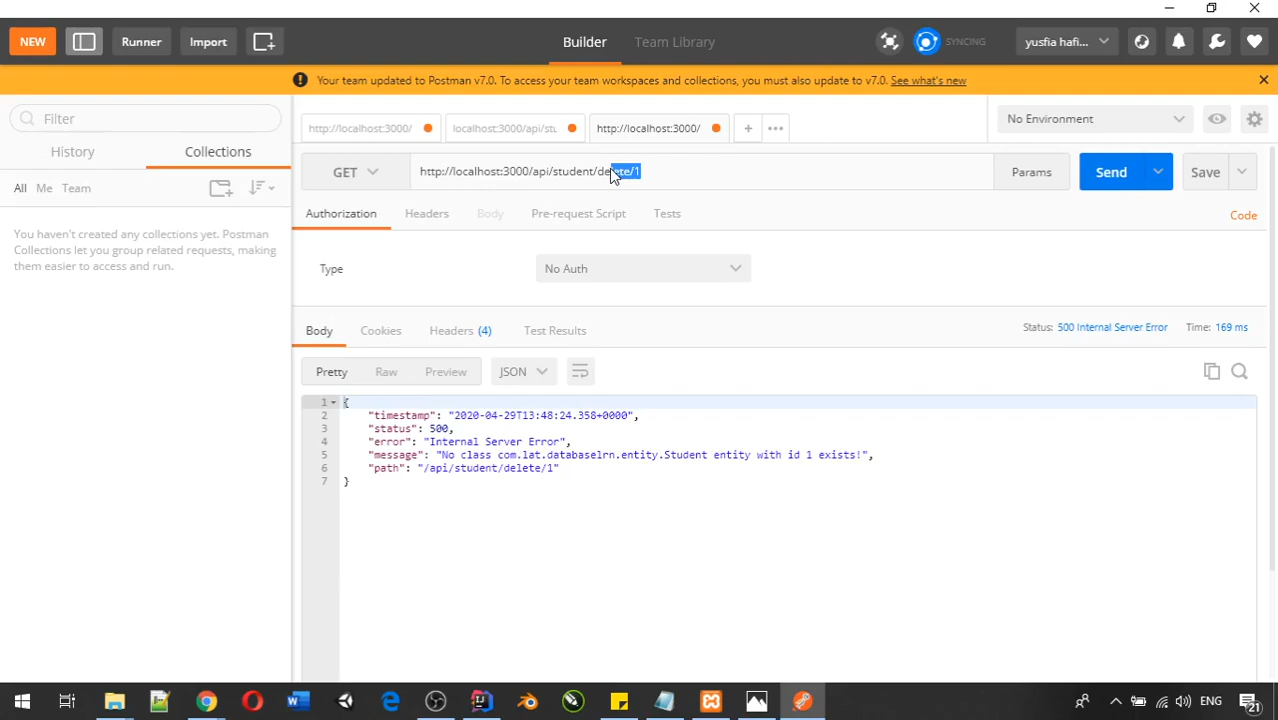 NEW
Runner
Import
Builder
Team Library
SYNCING
yusfia hafi...
Your team updated to Postman v7.0. To access your team workspaces and collections, you must also update to v7.0. See what's new
Filter
History
Collections
All
Me
Team
You haven't created any collections yet. Postman
Collections let you group related requests, making
them easier to access and run.
http://localhost:3000/
localhost:3000/api/stu
http://localhost:3000/
No Environment
GET
http://localhost:3000/api/student/delete/1
Params
Send
Save
Authorization
Headers
Body
Pre-request Script
Tests
Code
Type
No Auth
Body
Cookies
Headers (4)
Test Results
Status: 500 Internal Server Error
Time: 169 ms
Pretty
Raw
Preview
JSON
1 {
2 "timestamp": "2020-04-29T13:48:24.358+0000",
3 "status": 500,
4 "error": "Internal Server Error",
5 "message": "No class com.lat.databaselrn.entity.Student entity with id 1 exists!",
6 "path": "/api/student/delete/1"
7 }
ENG
21